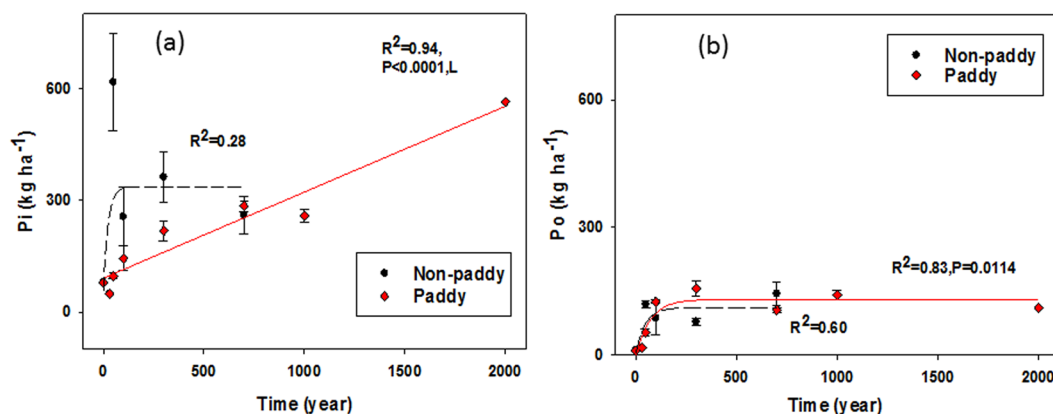 (a)
R²=0.94,
P<0.0001,L
R²=0.28
Non-paddy
Paddy
Pi (kg ha⁻¹)
600
300
0
0
500
1000
1500
2000
Time (year)
(b)
Non-paddy
Paddy
R²=0.83,P=0.0114
R²=0.60
Po (kg ha⁻¹)
600
300
0
0
500
1000
1500
2000
Time (year)